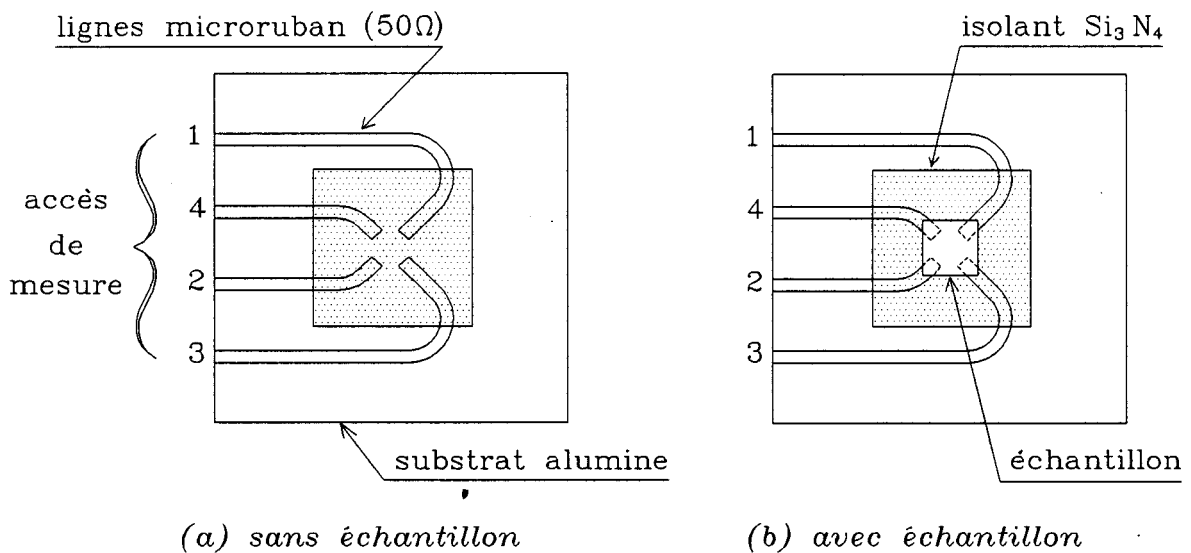 lignes microruban (50Ω)
isolant Si₃N₄
1
4
2
3
accès
de
mesure
1
4
2
3
substrat alumine
échantillon
(a) sans échantillon
(b) avec échantillon